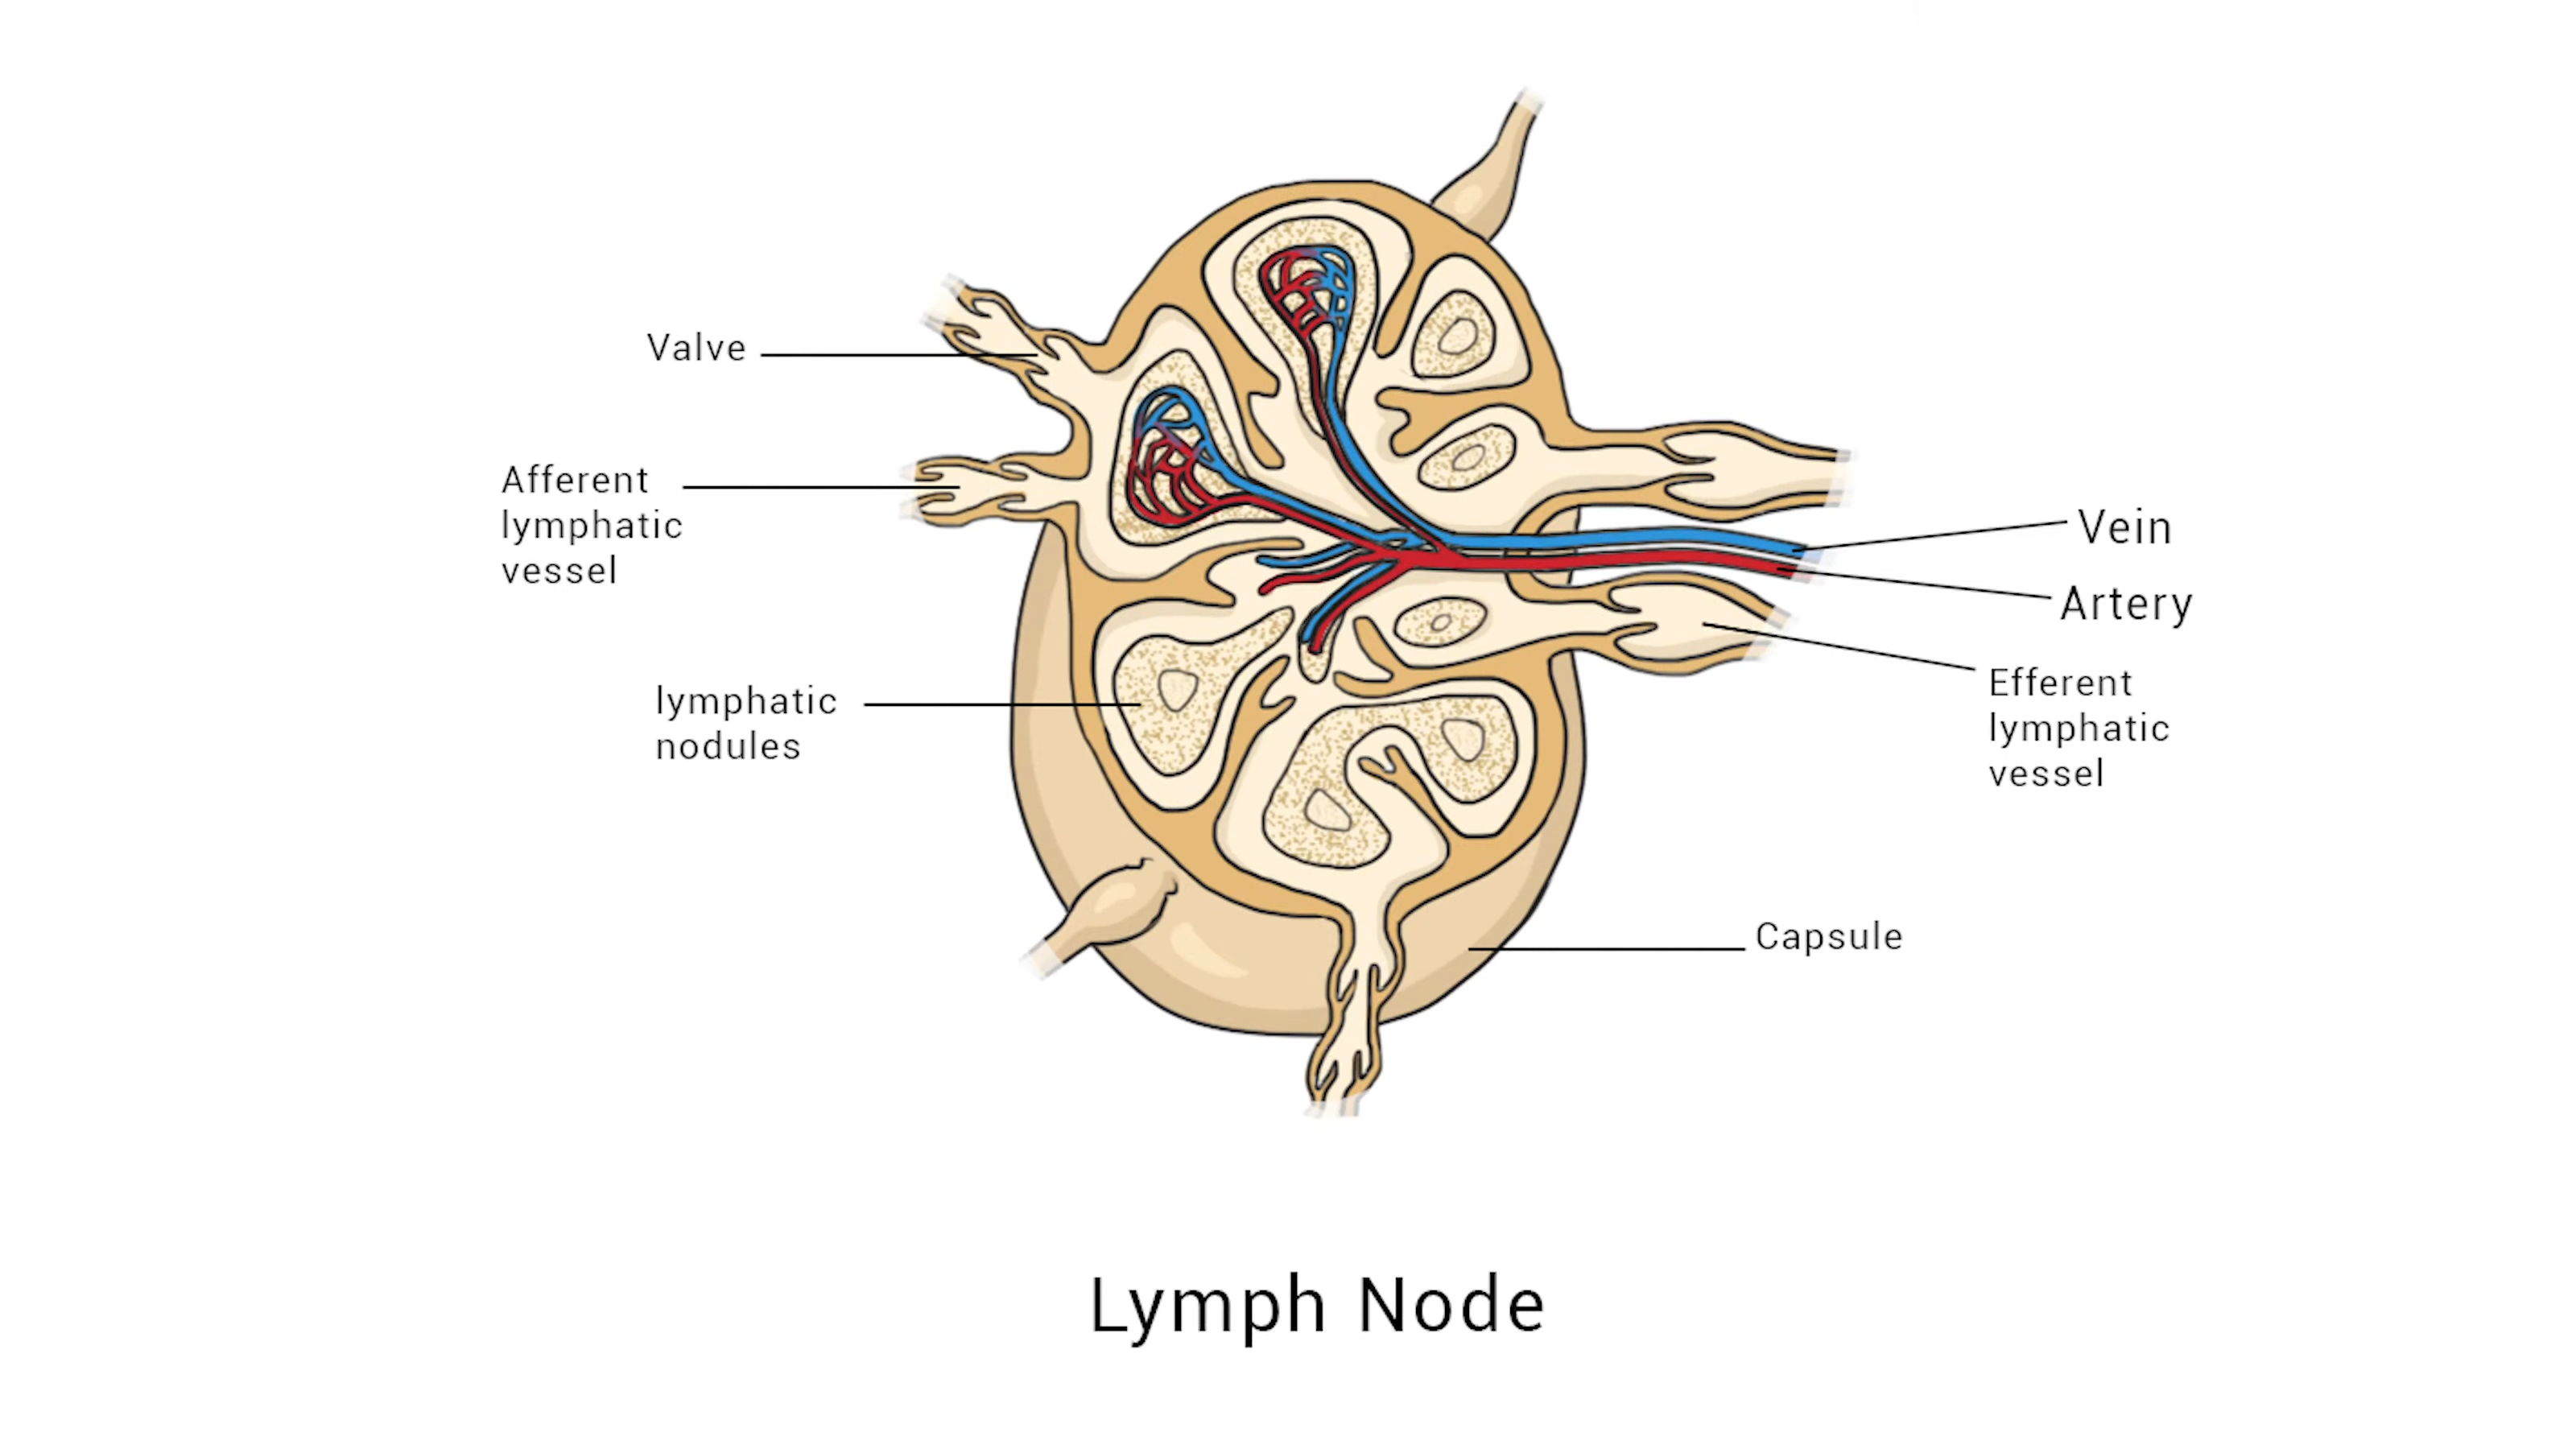 Valve
Afferent
lymphatic
vessel
lymphatic
nodules
Vein
Artery
Efferent
lymphatic
vessel
Capsule
Lymph Node